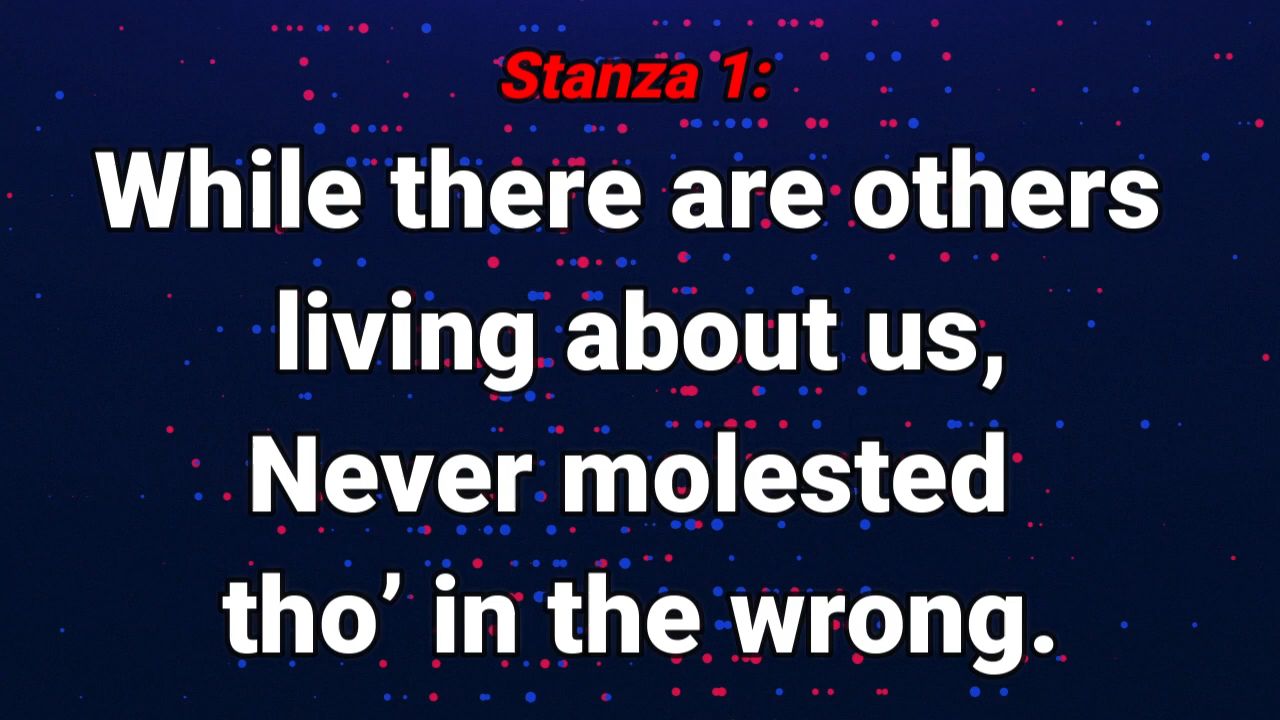 Stanza 1:
While there are others
living about us,
Never molested
tho’ in the wrong.